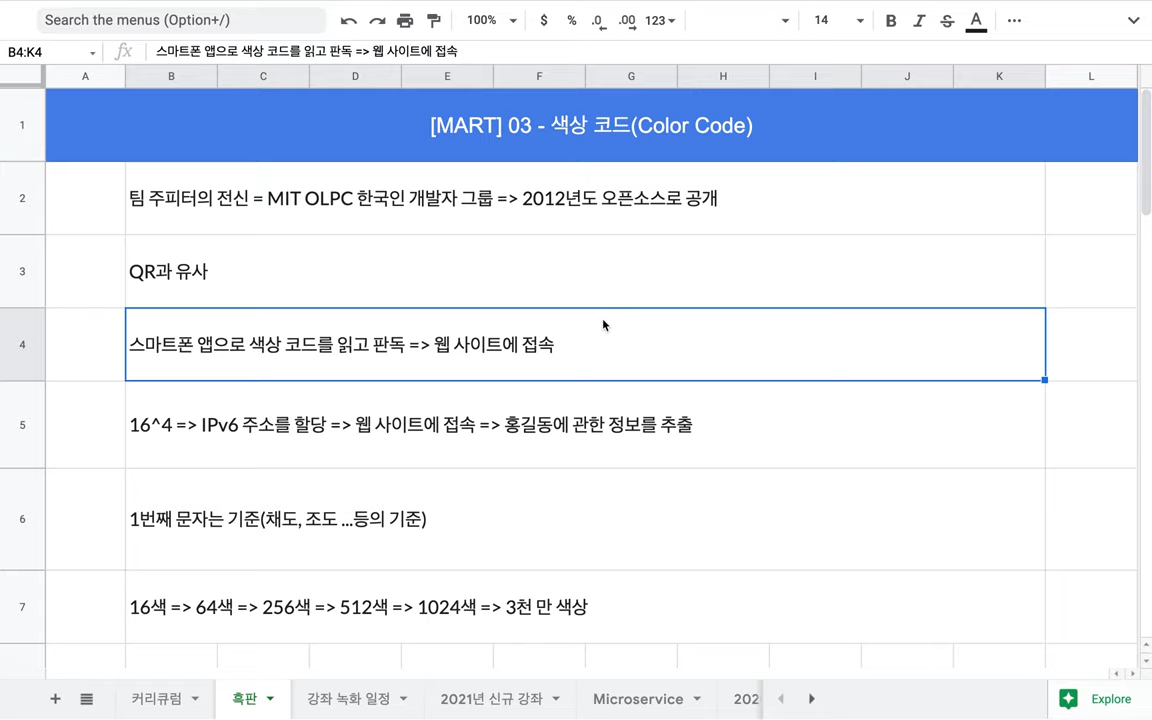 Search the menus (Option+/)
100%
$ % .0 .00 123
14
B I S A
B4:K4
fx
스마트폰 앱으로 색상 코드를 읽고 판독 => 웹 사이트에 접속
A B C D E F G H I J K L
1
[MART] 03 - 색상 코드(Color Code)
2
팀 주피터의 전신 = MIT OLPC 한국인 개발자 그룹 => 2012년도 오픈소스로 공개
3
QR과 유사
4
스마트폰 앱으로 색상 코드를 읽고 판독 => 웹 사이트에 접속
5
16^4 => IPv6 주소를 할당 => 웹 사이트에 접속 => 홍길동에 관한 정보를 추출
6
1번째 문자는 기준(채도, 조도 ...등의 기준)
7
16색 => 64색 => 256색 => 512색 => 1024색 => 3천 만 색상
커리큐럼
흑판
강좌 녹화 일정
2021년 신규 강좌
Microservice
202
Explore